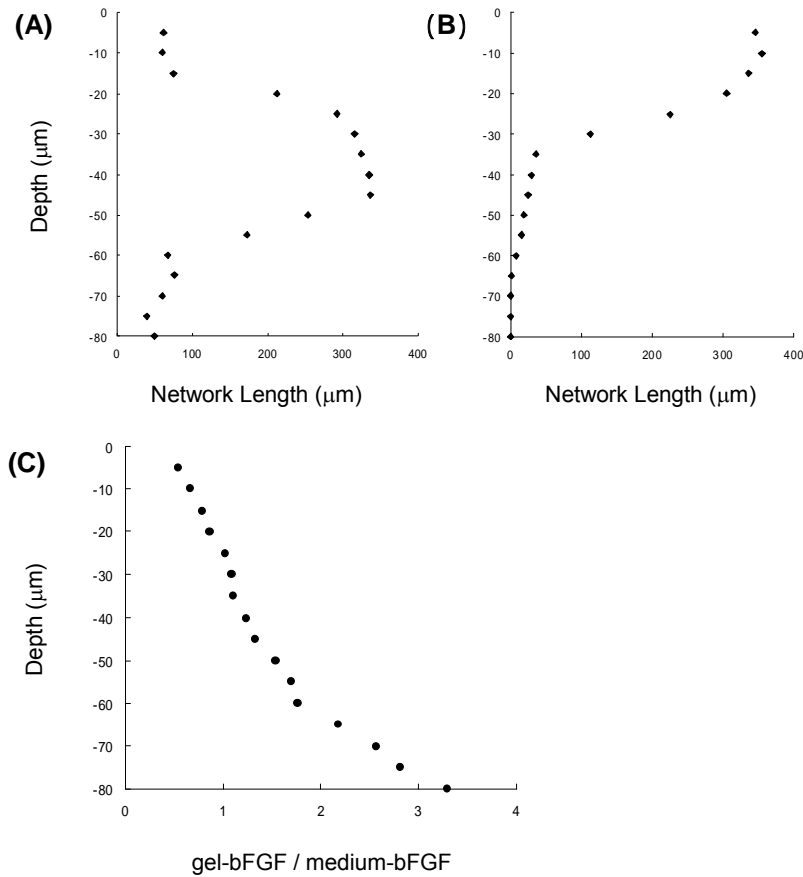 (A)
0
-10
-20
-30
-40
-50
-60
-70
-80
Depth (μm)
0 100 200 300 400
Network Length (μm)
(B)
0
-10
-20
-30
-40
-50
-60
-70
-80
0 100 200 300 400
Network Length (μm)
(C)
0
-10
-20
-30
-40
-50
-60
-70
-80
Depth (μm)
0 1 2 3 4
gel-bFGF / medium-bFGF